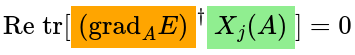 Re tr[ (grad_A E)† X_j(A) ] = 0